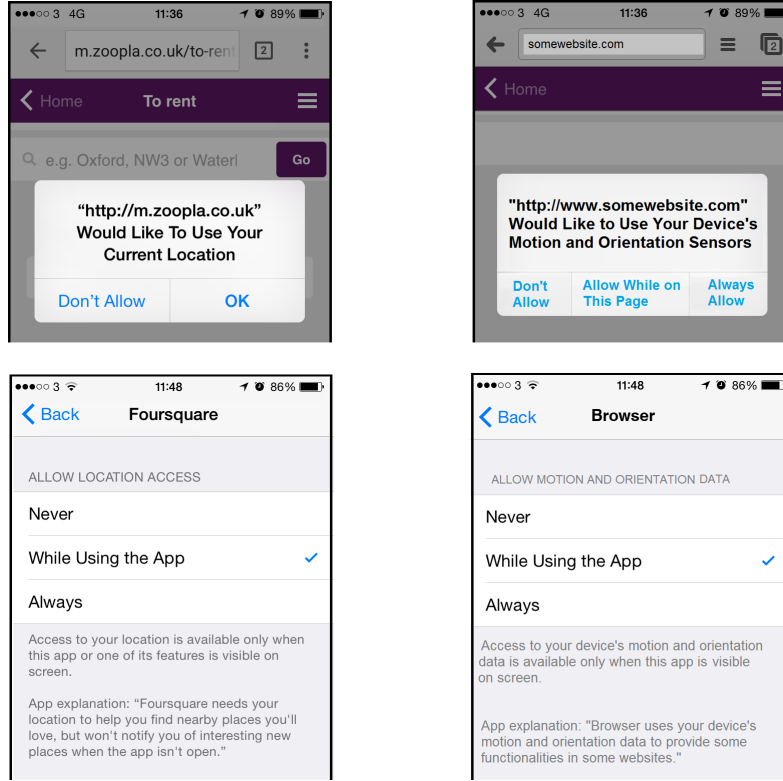 3 4G 11:36 89%
m.zoopla.co.uk/to-rent 2
Home To rent
e.g. Oxford, NW3 or Waterl Go
“http://m.zoopla.co.uk”
Would Like To Use Your
Current Location
Don’t Allow OK
3 4G 11:36 89%
somewebsite.com 2
Home
"http://www.somewebsite.com"
Would Like to Use Your Device's
Motion and Orientation Sensors
Don't Allow While on Always
Allow This Page Allow
3 11:48 86%
Back Foursquare
ALLOW LOCATION ACCESS
Never
While Using the App
Always
Access to your location is available only when
this app or one of its features is visible on
screen.
App explanation: “Foursquare needs your
location to help you find nearby places you'll
love, but won't notify you of interesting new
places when the app isn't open.”
3 11:48 86%
Back Browser
ALLOW MOTION AND ORIENTATION DATA
Never
While Using the App
Always
Access to your device's motion and orientation
data is available only when this app is visible
on screen.
App explanation: "Browser uses your device's
motion and orientation data to provide some
functionalities in some websites."